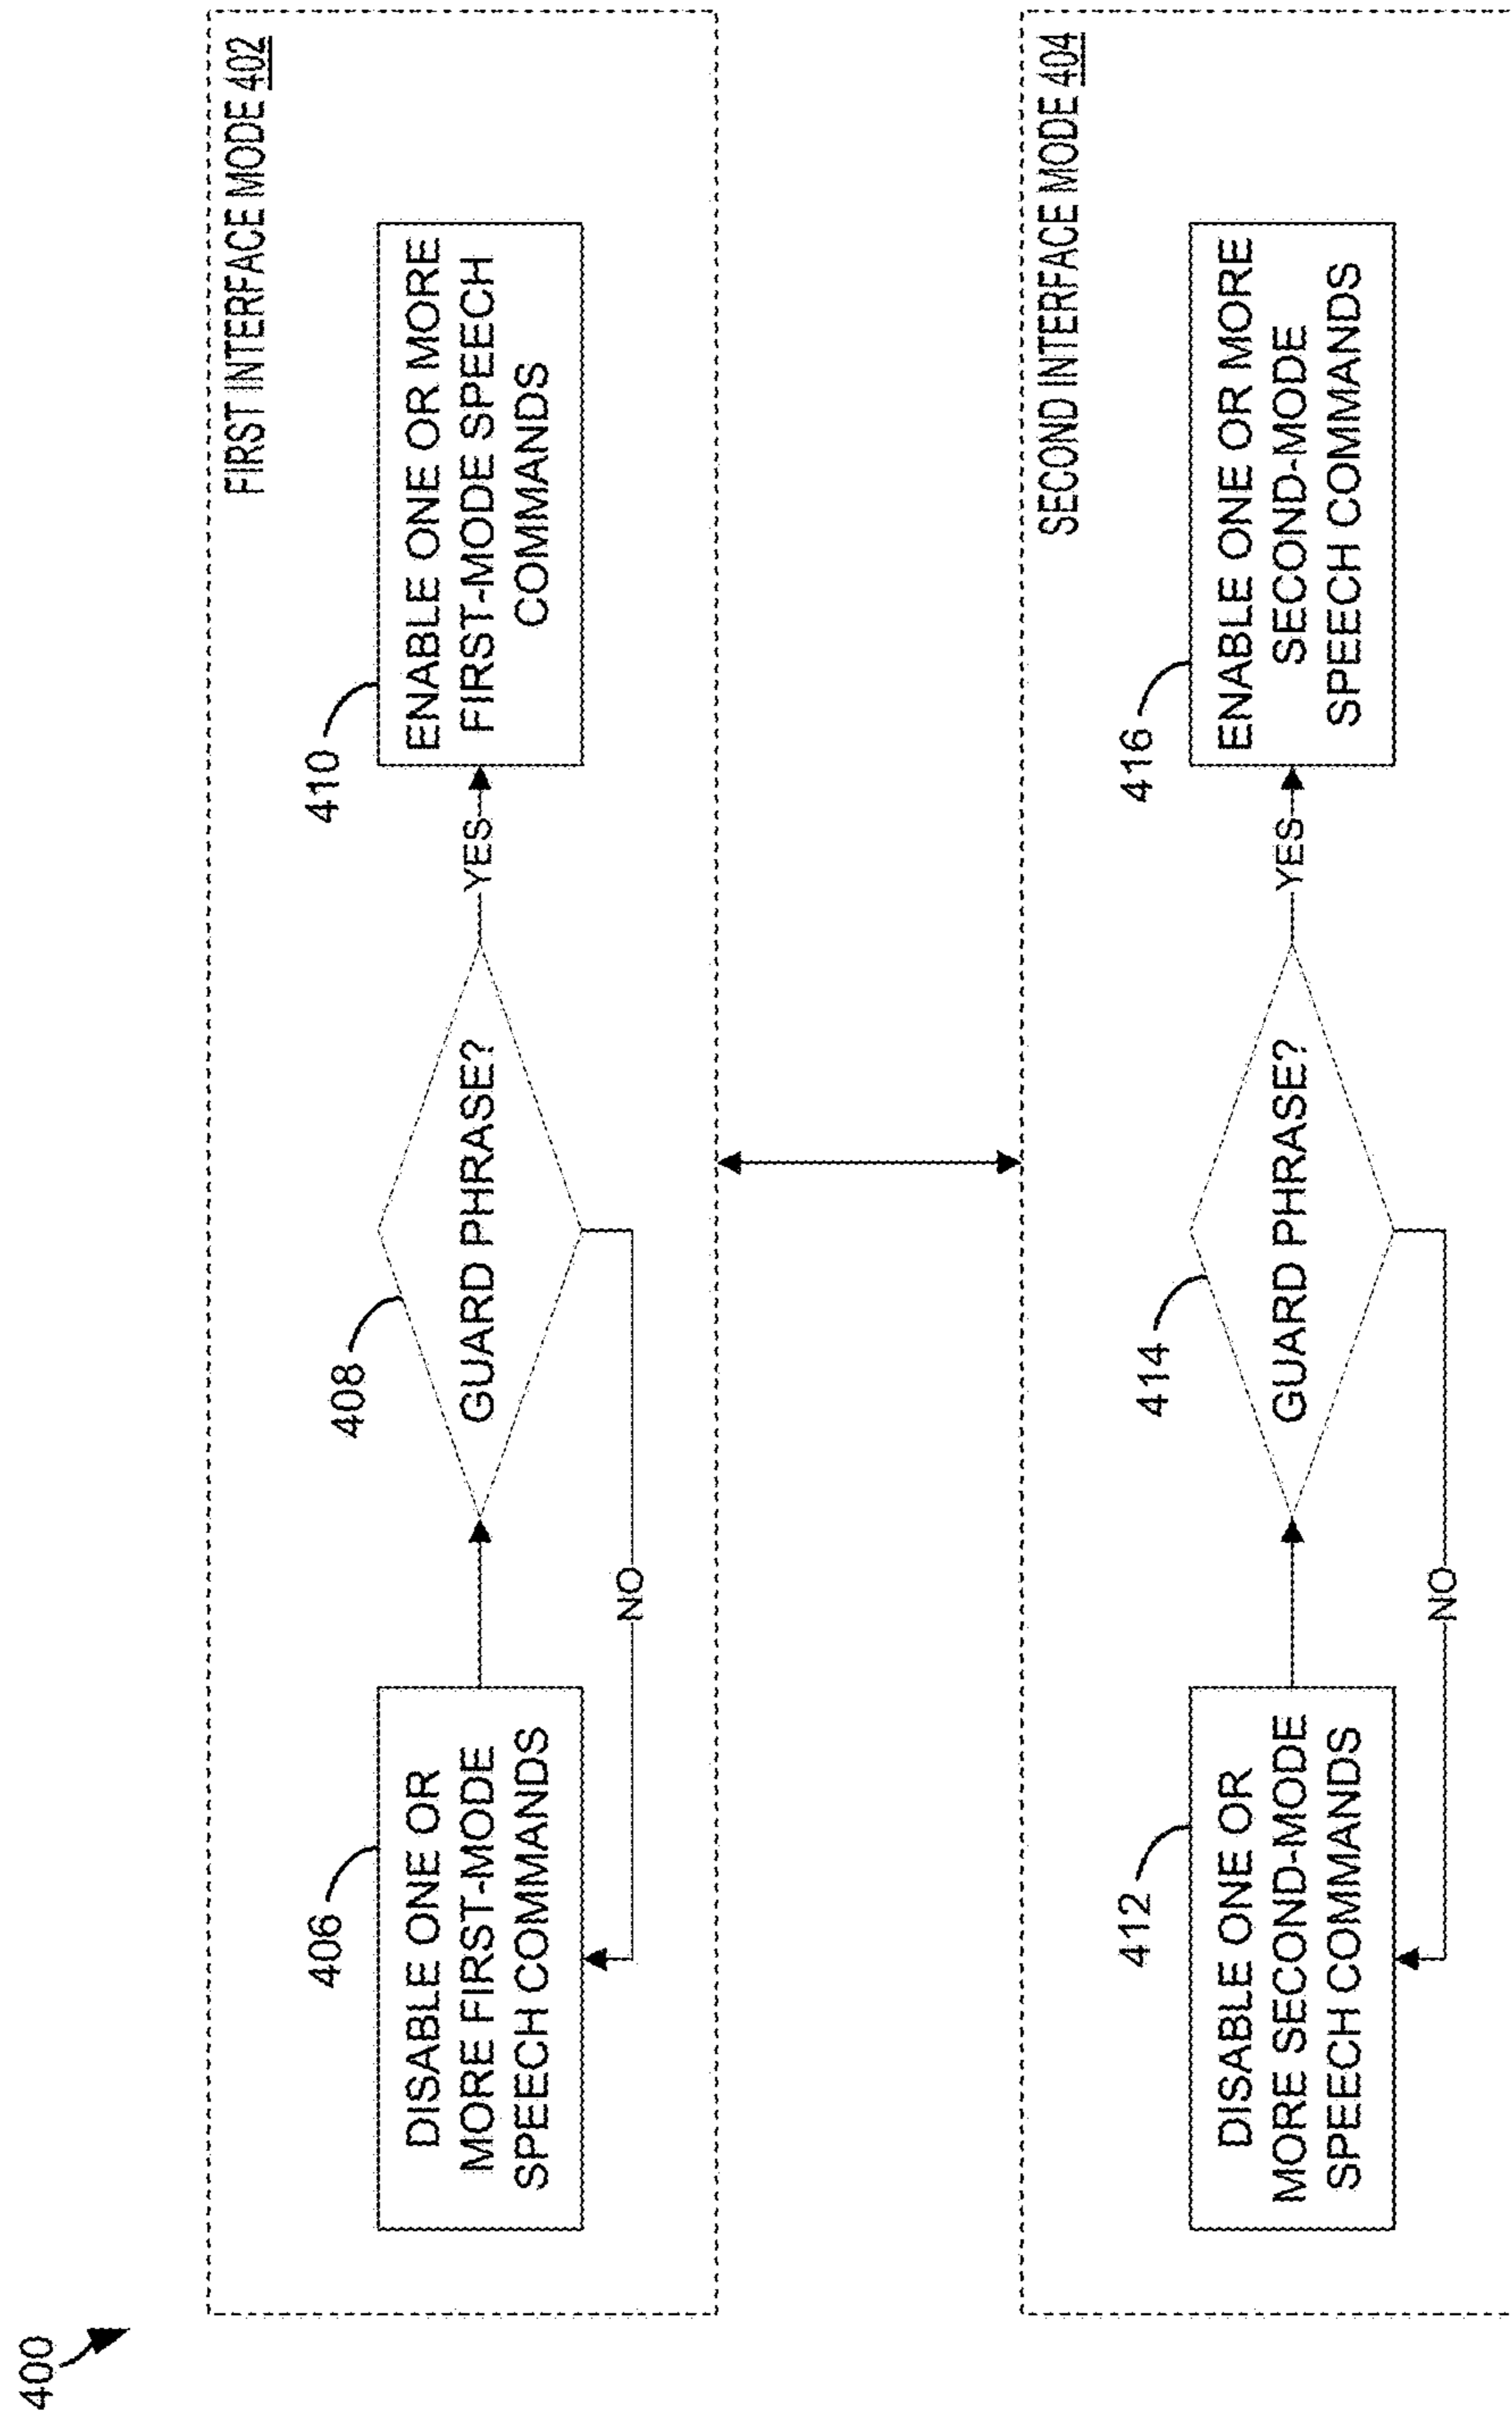 400
FIRST INTERFACE MODE 402
406
DISABLE ONE OR
MORE FIRST-MODE
SPEECH COMMANDS
408
GUARD PHRASE?
NO
YES
410
ENABLE ONE OR MORE
FIRST-MODE SPEECH
COMMANDS
SECOND INTERFACE MODE 404
412
DISABLE ONE OR
MORE SECOND-MODE
SPEECH COMMANDS
414
GUARD PHRASE?
NO
YES
416
ENABLE ONE OR MORE
SECOND-MODE
SPEECH COMMANDS